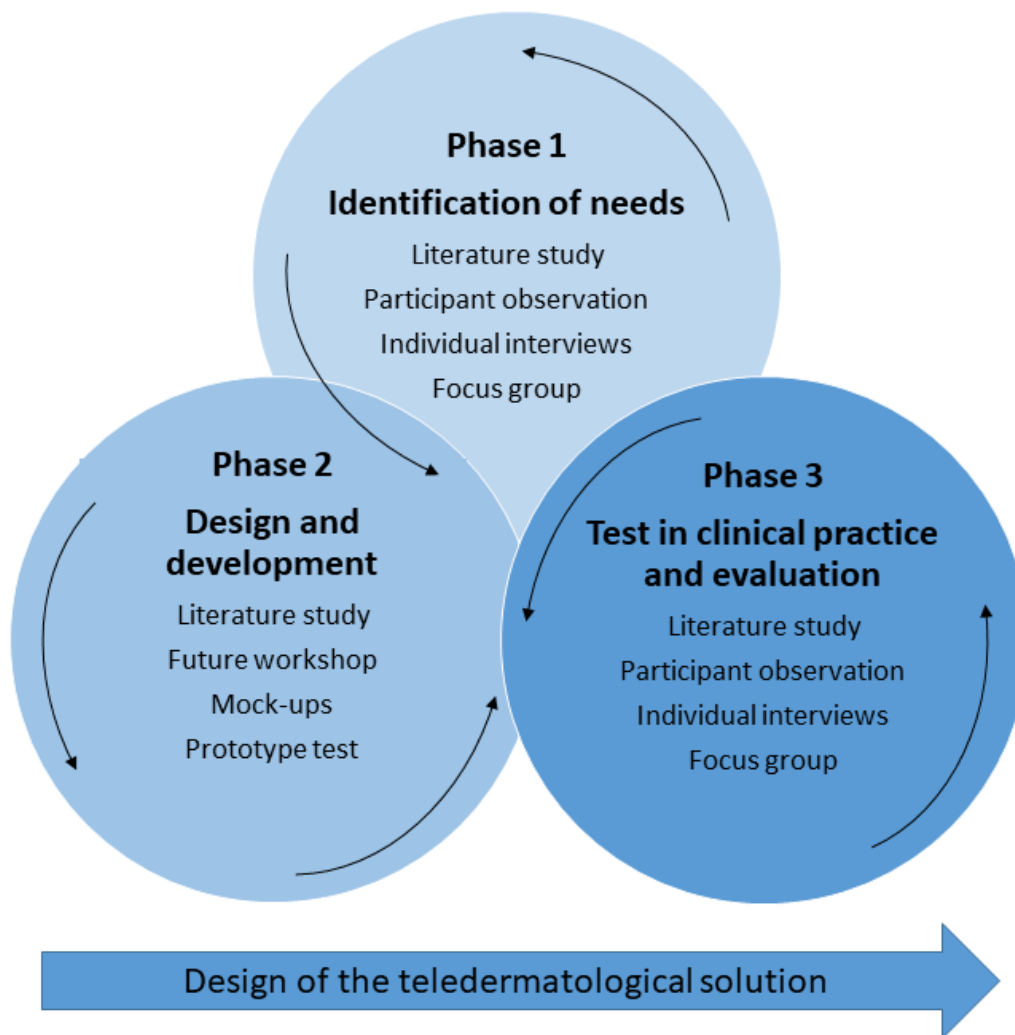 Phase 1
Identification of needs
Literature study
Participant observation
Individual interviews
Focus group
Phase 2
Design and
development
Literature study
Future workshop
Mock-ups
Prototype test
Phase 3
Test in clinical practice
and evaluation
Literature study
Participant observation
Individual interviews
Focus group
Design of the teledermatological solution